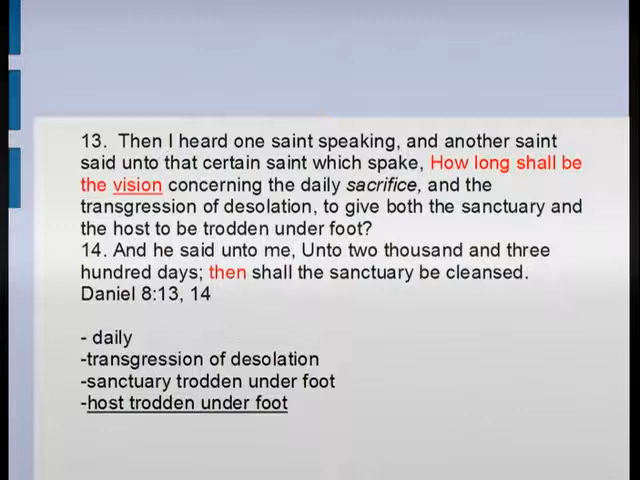 13.  Then I heard one saint speaking, and another saint
said unto that certain saint which spake, How long shall be
the vision concerning the daily sacrifice, and the
transgression of desolation, to give both the sanctuary and
the host to be trodden under foot?
14. And he said unto me, Unto two thousand and three
hundred days; then shall the sanctuary be cleansed.
Daniel 8:13, 14
- daily
-transgression of desolation
-sanctuary trodden under foot
-host trodden under foot